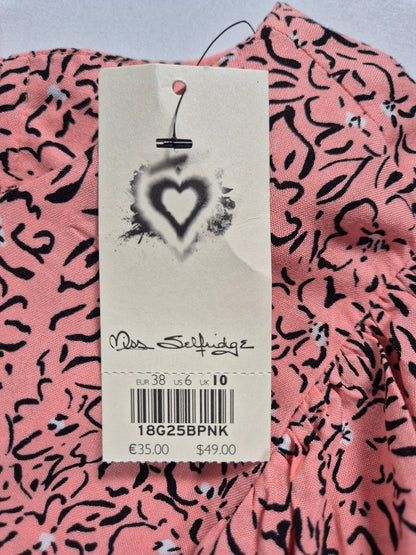 Miss Selfridge
EUR 38 US 6 UK 10
18G25BPNK
€35.00 $49.00